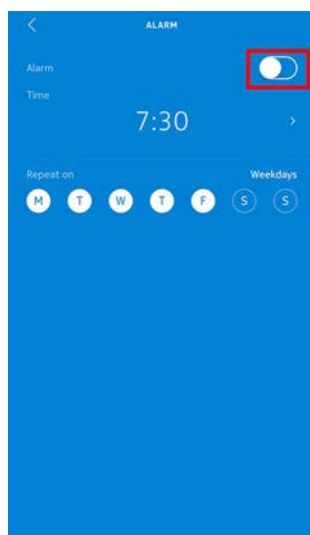 ALARM
Alarm
Time
7:30
Repeat on Weekdays
M T W T F S S